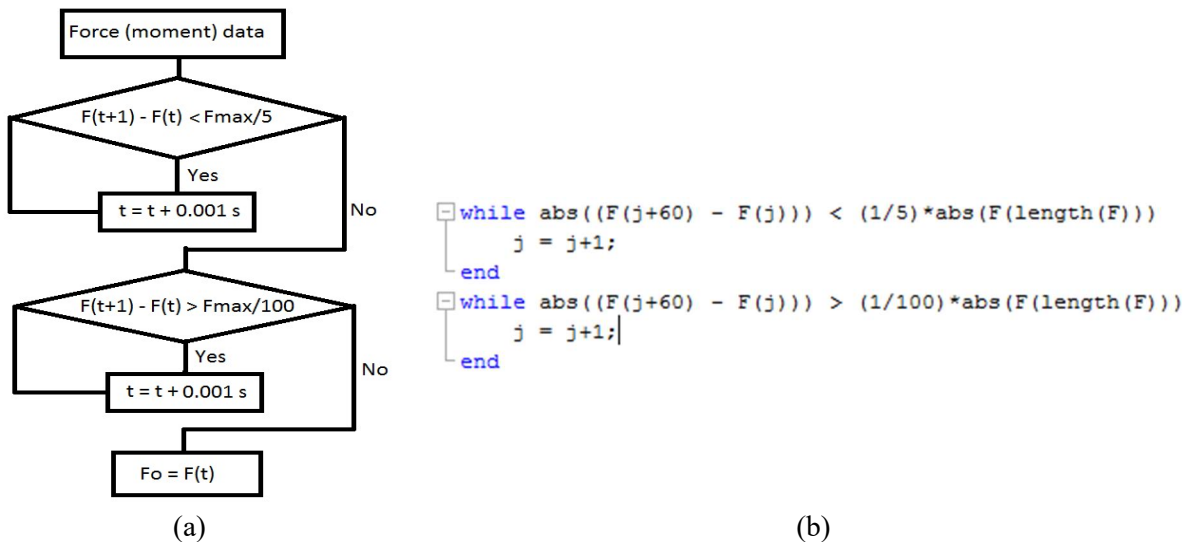 Force (moment) data
F(t+1) - F(t) < Fmax/5
Yes
t = t + 0.001 s
No
F(t+1) - F(t) > Fmax/100
Yes
t = t + 0.001 s
No
Fo = F(t)
(a)
while abs((F(j+60) - F(j))) < (1/5)*abs(F(length(F)))
j = j+1;
end
while abs((F(j+60) - F(j))) > (1/100)*abs(F(length(F)))
j = j+1;
end
(b)